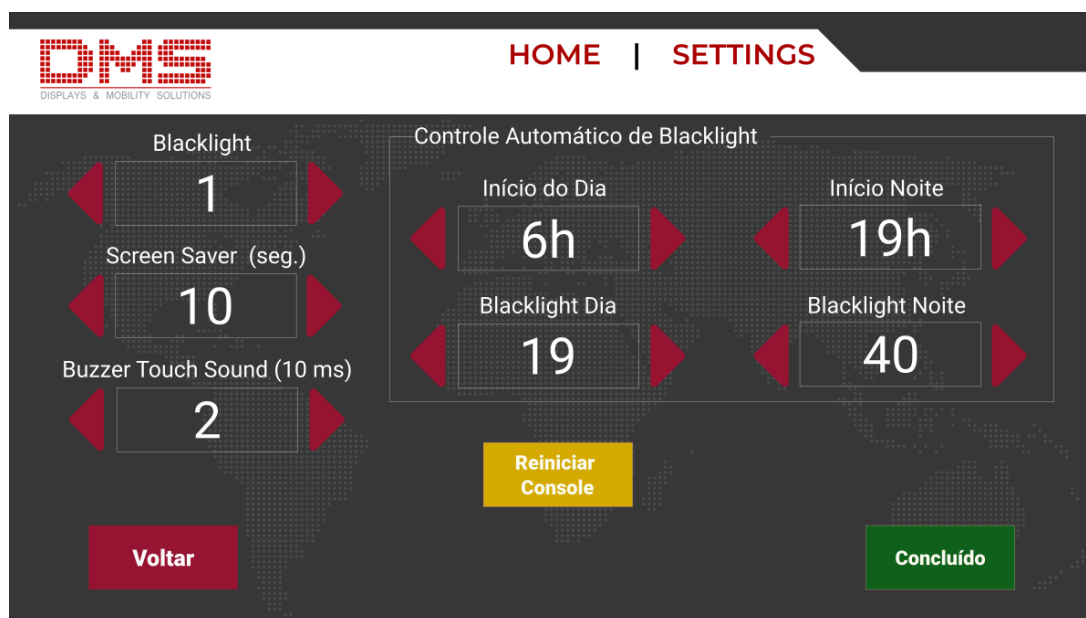 DMS
DISPLAYS & MOBILITY SOLUTIONS
HOME | SETTINGS
Blacklight
1
Screen Saver (seg.)
10
Buzzer Touch Sound (10 ms)
2
Controle Automático de Blacklight
Início do Dia
6h
Início Noite
19h
Blacklight Dia
19
Blacklight Noite
40
Reiniciar
Console
Voltar
Concluído